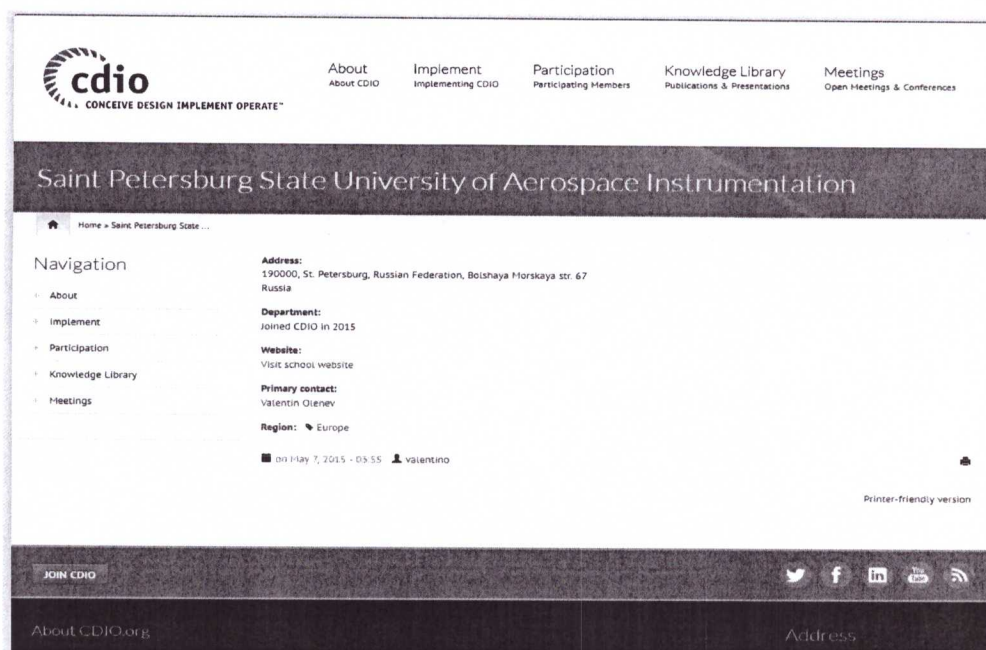 cdio
CONCEIVE DESIGN IMPLEMENT OPERATE™
About
About CDIO
Implement
Implementing CDIO
Participation
Participating Members
Knowledge Library
Publications & Presentations
Meetings
Open Meetings & Conferences
Saint Petersburg State University of Aerospace Instrumentation
Home » Saint Petersburg State ...
Navigation
About
Implement
Participation
Knowledge Library
Meetings
Address:
190000, St. Petersburg, Russian Federation, Bolshaya Morskaya str. 67
Russia
Department:
Joined CDIO in 2015
Website:
Visit school website
Primary contact:
Valentin Olenev
Region: Europe
on May 7, 2015 - 03:55 valentino
Printer-friendly version
JOIN CDIO
You
Tube
About CDIO.org
Address